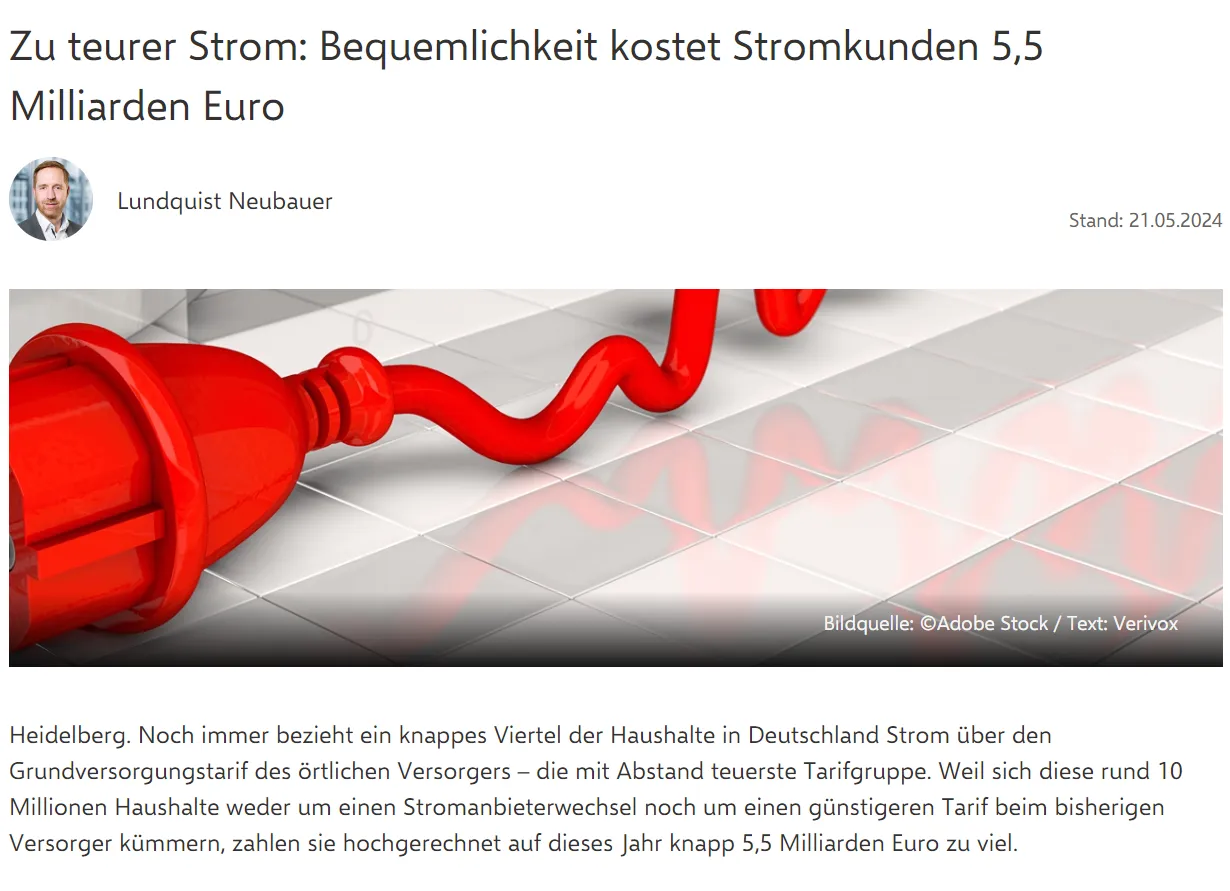 Zu teurer Strom: Bequemlichkeit kostet Stromkunden 5,5
Milliarden Euro
Lundquist Neubauer
Stand: 21.05.2024
Bildquelle: ©Adobe Stock / Text: Verivox
Heidelberg. Noch immer bezieht ein knappes Viertel der Haushalte in Deutschland Strom über den
Grundversorgungstarif des örtlichen Versorgers – die mit Abstand teuerste Tarifgruppe. Weil sich diese rund 10
Millionen Haushalte weder um einen Stromanbieterwechsel noch um einen günstigeren Tarif beim bisherigen
Versorger kümmern, zahlen sie hochgerechnet auf dieses Jahr knapp 5,5 Milliarden Euro zu viel.